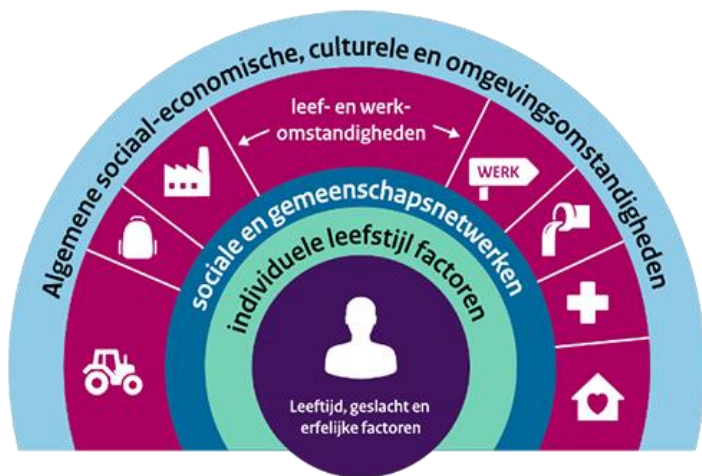 Algemene sociaal-economische, culturele en omgevingsomstandigheden
leef- en werk-
omstandigheden
WERK
sociale en gemeenschapsnetwerken
individuele leefstijl factoren
Leeftijd, geslacht en
erfelijke factoren